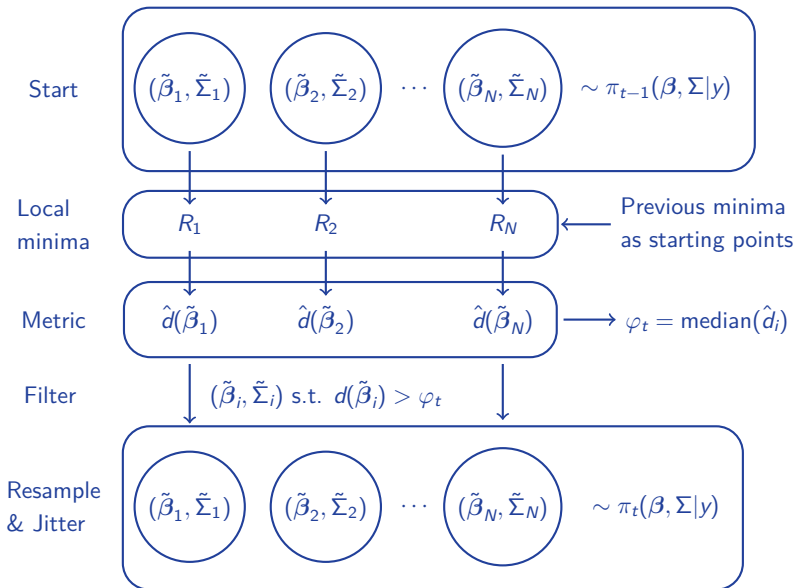 Start (β̃₁, Σ̃₁) (β̃₂, Σ̃₂) ⋯ (β̃_N, Σ̃_N) ∼ π_{t−1}(β, Σ|y)
Local
minima
R₁ R₂ R_N
Previous minima
as starting points
Metric d̂(β̃₁) d̂(β̃₂) d̂(β̃_N) φ_t = median(d̂_i)
Filter (β̃_i, Σ̃_i) s.t. d(β̃_i) > φ_t
Resample
& Jitter
(β̃₁, Σ̃₁) (β̃₂, Σ̃₂) ⋯ (β̃_N, Σ̃_N) ∼ π_t(β, Σ|y)